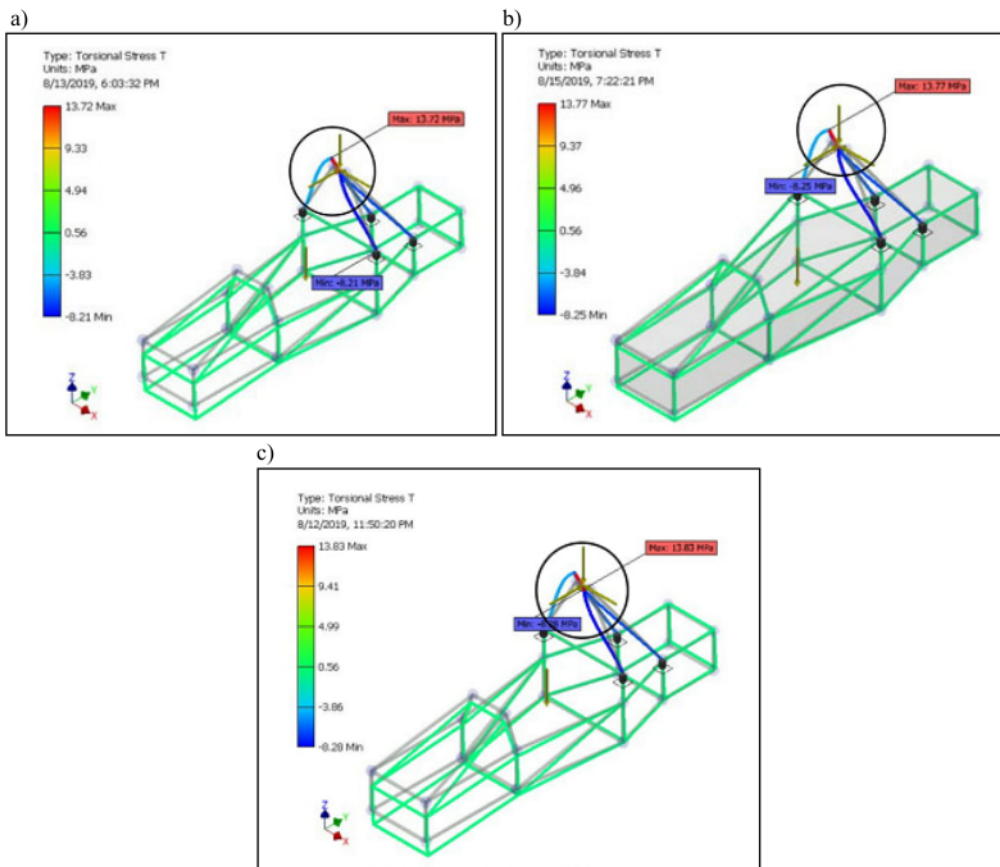 a)
Type: Torsional Stress T
Units: MPa
8/13/2019, 6:03:32 PM
13.72 Max
9.33
4.94
0.56
-3.83
-8.21 Min
Max: 13.72 MPa
Min: -8.21 MPa
Z
Y
X
b)
Type: Torsional Stress T
Units: MPa
8/15/2019, 7:22:21 PM
13.77 Max
9.37
4.96
0.56
-3.84
-8.25 Min
Max: 13.77 MPa
Min: -8.25 MPa
Z
Y
X
c)
Type: Torsional Stress T
Units: MPa
8/12/2019, 11:50:20 PM
13.83 Max
9.41
4.99
0.56
-3.86
-8.28 Min
Max: 13.83 MPa
Min: -8.28 MPa
Z
Y
X